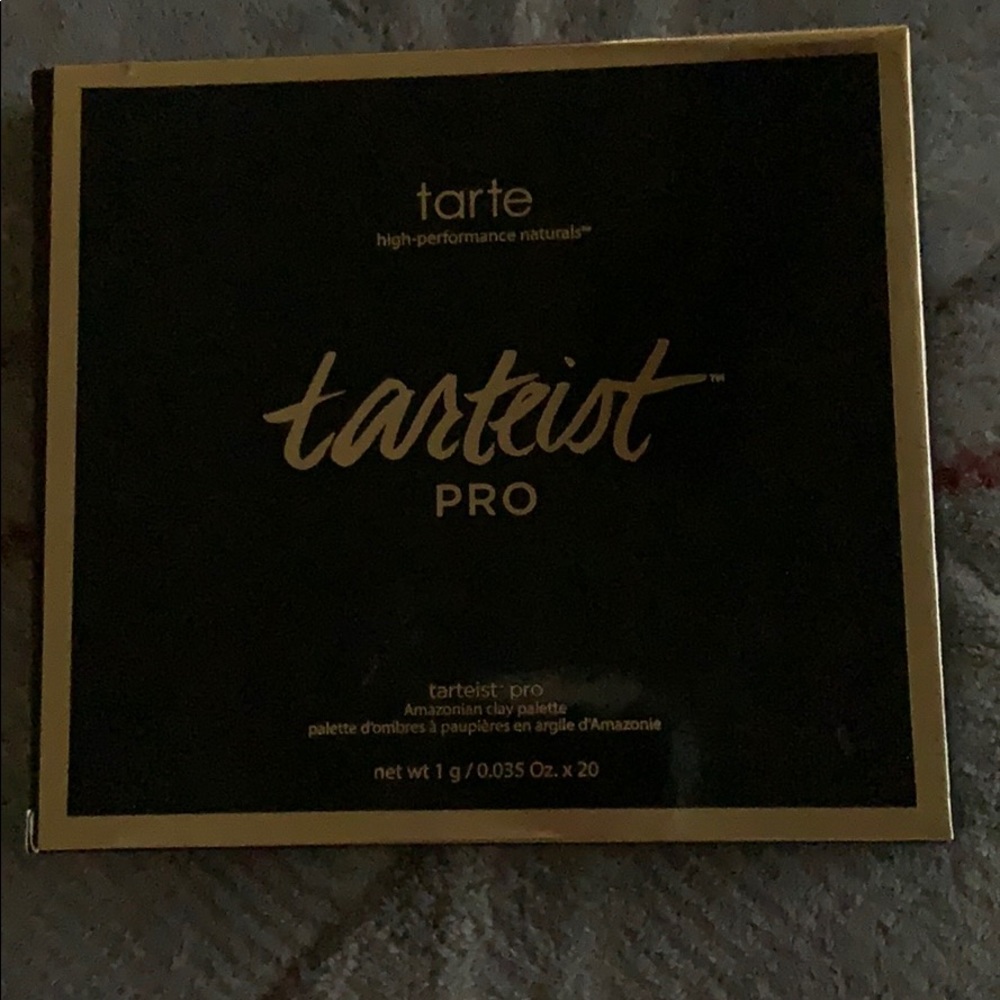 tarte
high-performance naturals™
tarteist™
PRO
tarteist™ pro
Amazonian clay palette
palette d'ombres à paupières en argile d'Amazonie
net wt 1 g / 0.035 Oz. x 20